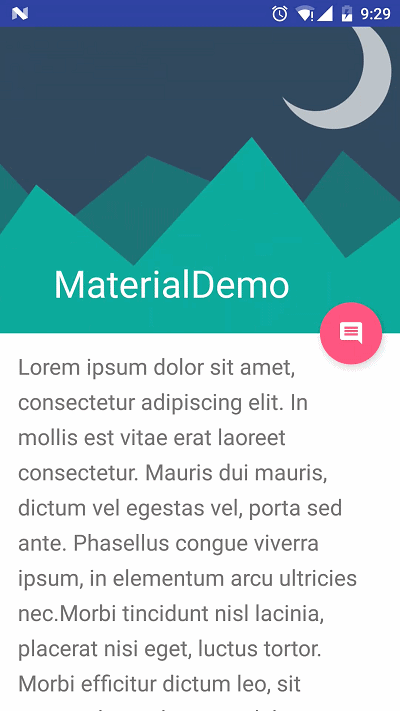 9:29
MaterialDemo
Lorem ipsum dolor sit amet,
consectetur adipiscing elit. In
mollis est vitae erat laoreet
consectetur. Mauris dui mauris,
dictum vel egestas vel, porta sed
ante. Phasellus congue viverra
ipsum, in elementum arcu ultricies
nec.Morbi tincidunt nisl lacinia,
placerat nisi eget, luctus tortor.
Morbi efficitur dictum leo, sit